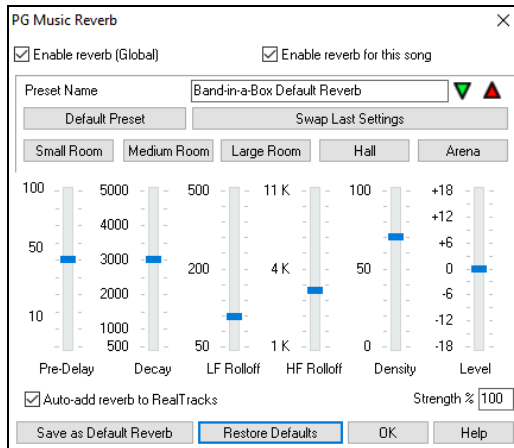 PG Music Reverb
Enable reverb (Global) Enable reverb for this song
Preset Name Band-in-a-Box Default Reverb
Default Preset Swap Last Settings
Small Room Medium Room Large Room Hall Arena
100 5000 500 11 K 100 +18
4000 +12
50 3000 200 4 K 50 +6
2000 0
10 1000 -6
500 50 1 K 0 -12
-18
Pre-Delay Decay LF Rolloff HF Rolloff Density Level
Auto-add reverb to RealTracks Strength % 100
Save as Default Reverb Restore Defaults OK Help